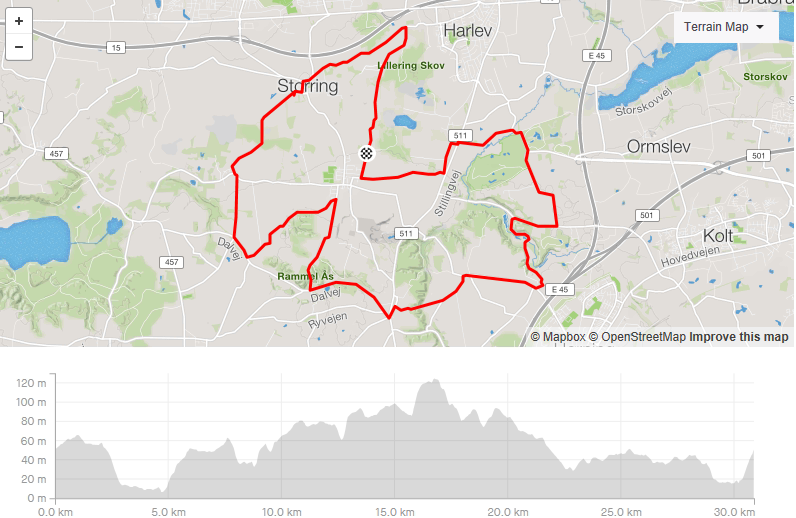 Brabra
+
Harlev
Terrain Map
−
15
E 45
Lillering Skov
Storring
Storskov
Storskovvej
511
Ormslev
457
501
Stillingvej
501
511
Kolt
Dalvej
Hovedvejen
457
Rammel As
E 45
Dalvej
Ryvejen
© Mapbox © OpenStreetMap Improve this map
120 m
100 m
80 m
60 m
40 m
20 m
0 m
0.0 km 5.0 km 10.0 km 15.0 km 20.0 km 25.0 km 30.0 km